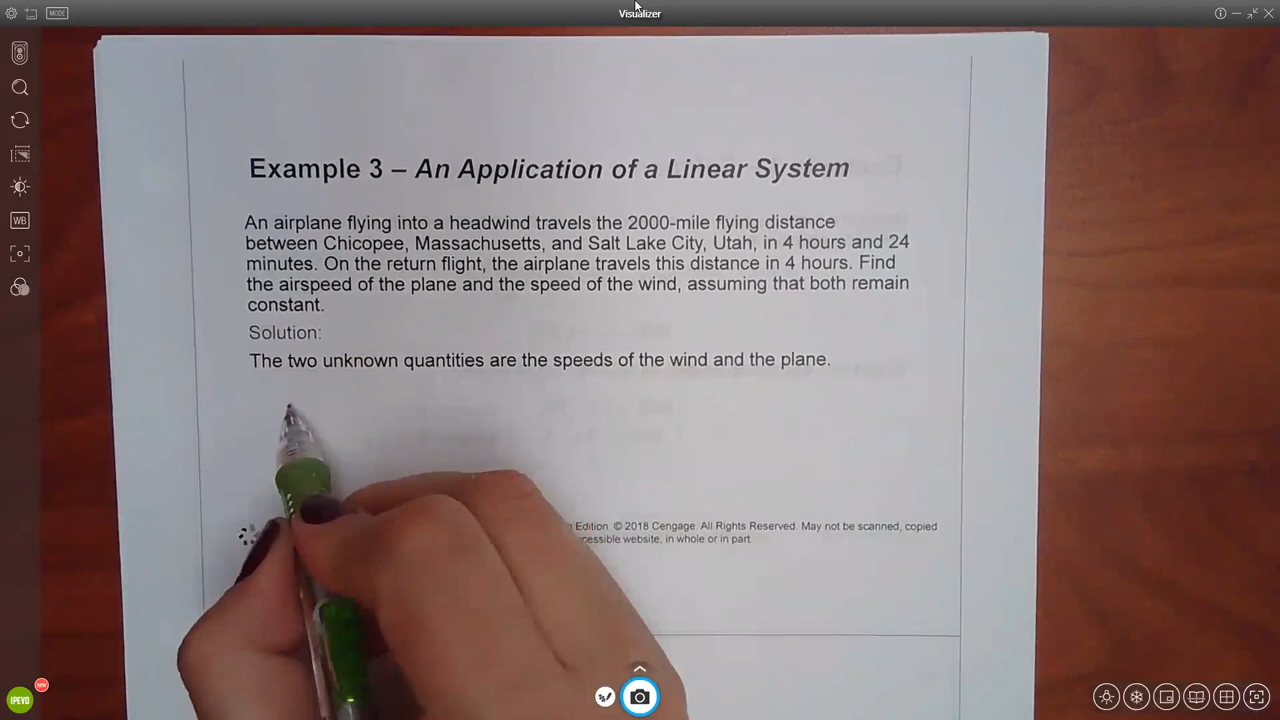 MODE
Visualizer
WB
Example 3 – An Application of a Linear System
An airplane flying into a headwind travels the 2000-mile flying distance
between Chicopee, Massachusetts, and Salt Lake City, Utah, in 4 hours and 24
minutes. On the return flight, the airplane travels this distance in 4 hours. Find
the airspeed of the plane and the speed of the wind, assuming that both remain
constant.
Solution:
The two unknown quantities are the speeds of the wind and the plane.
Edition. © 2018 Cengage. All Rights Reserved. May not be scanned, copied
website, in whole or in part.
IPEVO
new